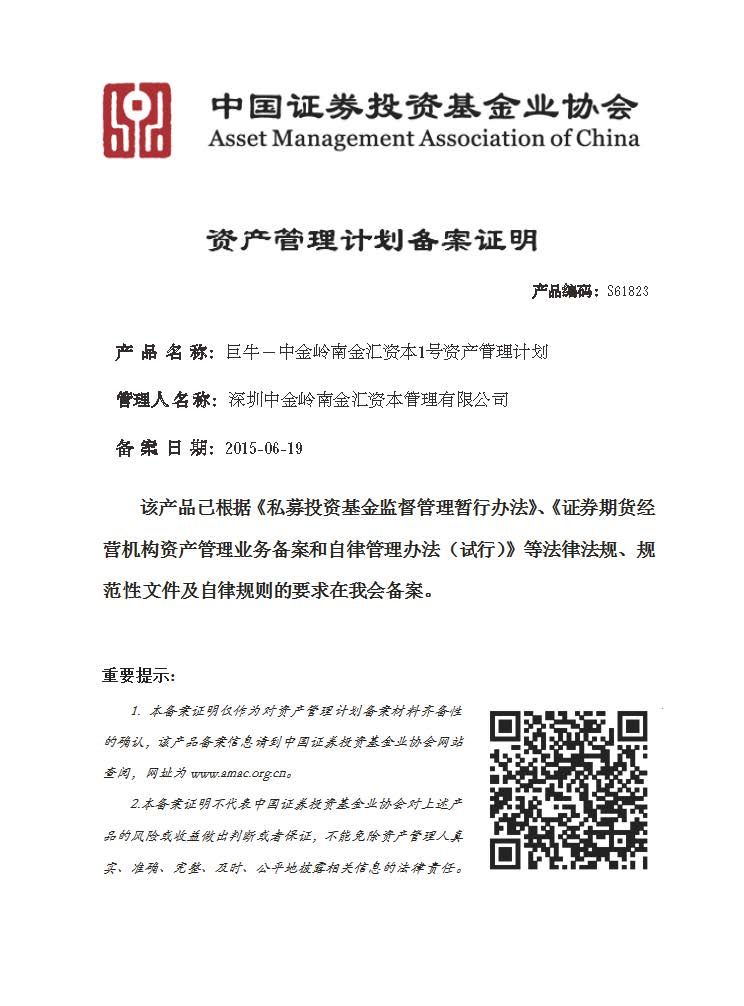 中国证券投资基金业协会
Asset Management Association of China
资产管理计划备案证明
产品编码：S61823
产品名称：巨牛－中金岭南金汇资本1号资产管理计划
管理人名称：深圳中金岭南金汇资本管理有限公司
备案日期：2015-06-19
该产品已根据《私募投资基金监督管理暂行办法》、《证券期货经
营机构资产管理业务备案和自律管理办法（试行）》等法律法规、规
范性文件及自律规则的要求在我会备案。
重要提示：
1. 本备案证明仅作为对资产管理计划备案材料齐备性
的确认，该产品备案信息请到中国证券投资基金业协会网站
查阅，网址为 www.amac.org.cn。
2.本备案证明不代表中国证券投资基金业协会对上述产
品的风险或收益做出判断或者保证，不能免除资产管理人真
实、准确、完整、及时、公平地披露相关信息的法律责任。